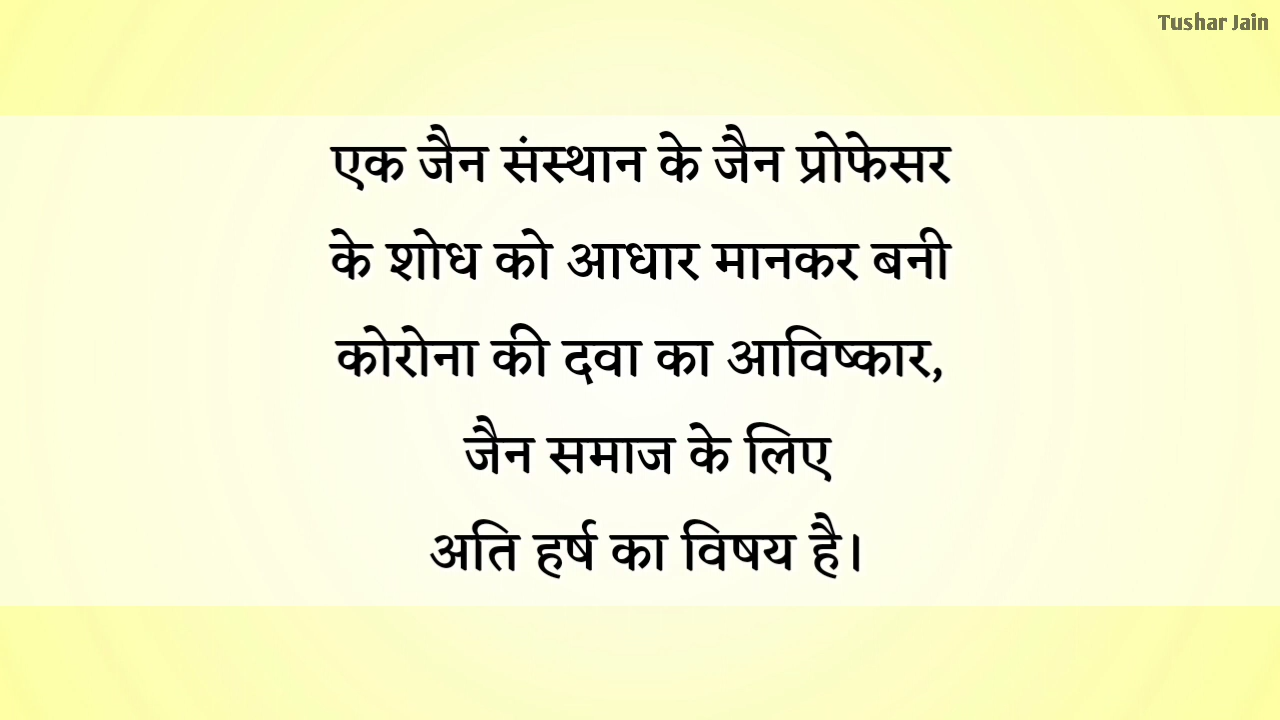 Tushar Jain
एक जैन संस्थान के जैन प्रोफेसर
के शोध को आधार मानकर बनी
कोरोना की दवा का आविष्कार,
जैन समाज के लिए
अति हर्ष का विषय है।